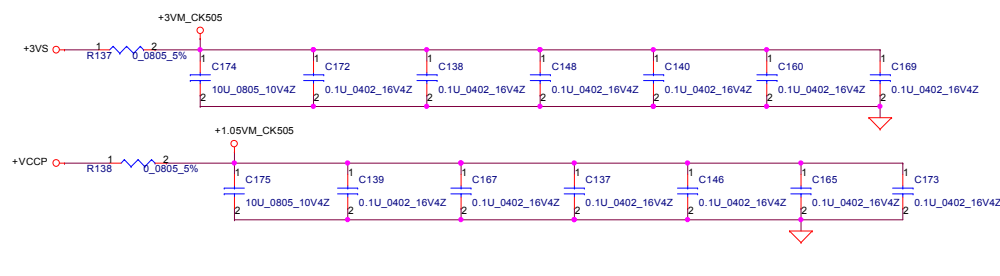 +3VM_CK505
+3VS 1 2
R137 0_0805_5%
1 1 1 1 1 1 1
C174 C172 C138 C148 C140 C160 C169
10U_0805_10V4Z 0.1U_0402_16V4Z 0.1U_0402_16V4Z 0.1U_0402_16V4Z 0.1U_0402_16V4Z 0.1U_0402_16V4Z 0.1U_0402_16V4Z
2 2 2 2 2 2 2
+1.05VM_CK505
+VCCP 1 2
R138 0_0805_5%
1 1 1 1 1 1 1
C175 C139 C167 C137 C146 C165 C173
10U_0805_10V4Z 0.1U_0402_16V4Z 0.1U_0402_16V4Z 0.1U_0402_16V4Z 0.1U_0402_16V4Z 0.1U_0402_16V4Z 0.1U_0402_16V4Z
2 2 2 2 2 2 2